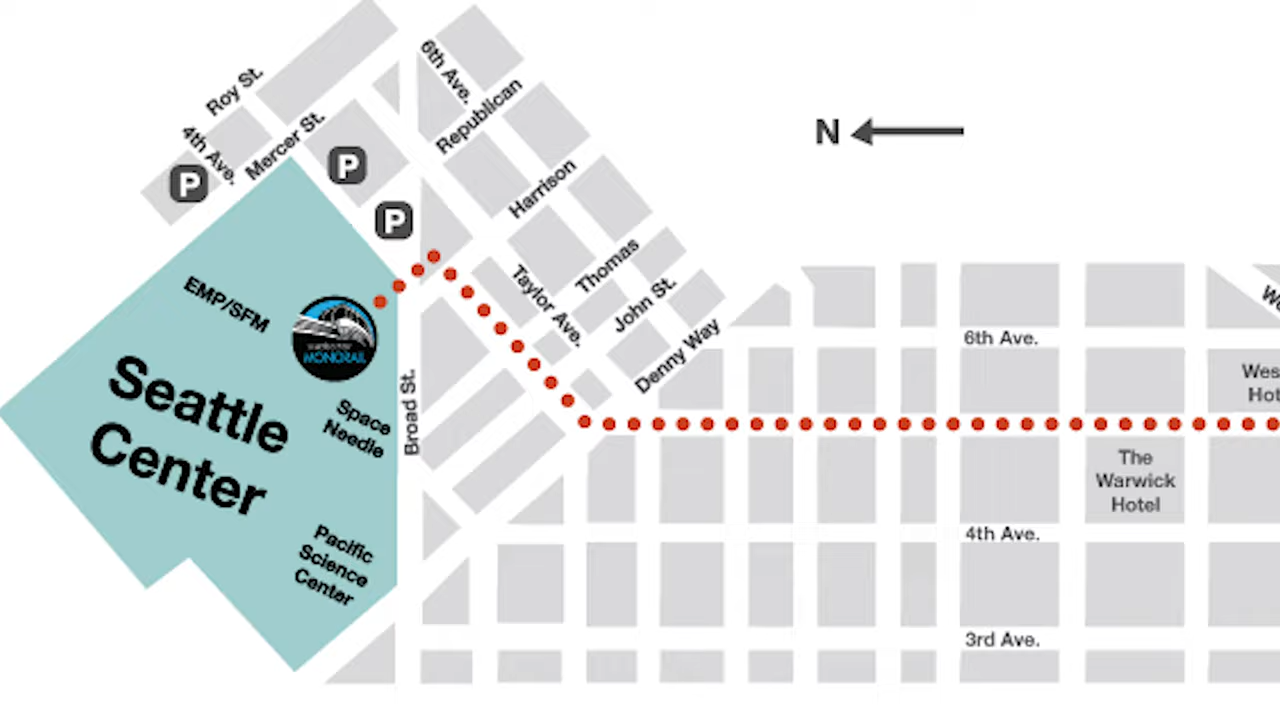 Roy St.
4th Ave.
Mercer St.
6th Ave.
Republican
Harrison
Thomas
Taylor Ave.
John St.
Denny Way
P
P
P
N
EMP/SFM
MONORAIL
Seattle
Center
Space
Needle
Broad St.
Pacific
Science
Center
6th Ave.
Wes
Hot
The
Warwick
Hotel
4th Ave.
3rd Ave.